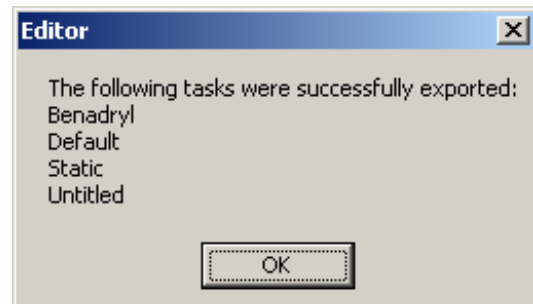 Editor
The following tasks were successfully exported:
Benadryl
Default
Static
Untitled
OK